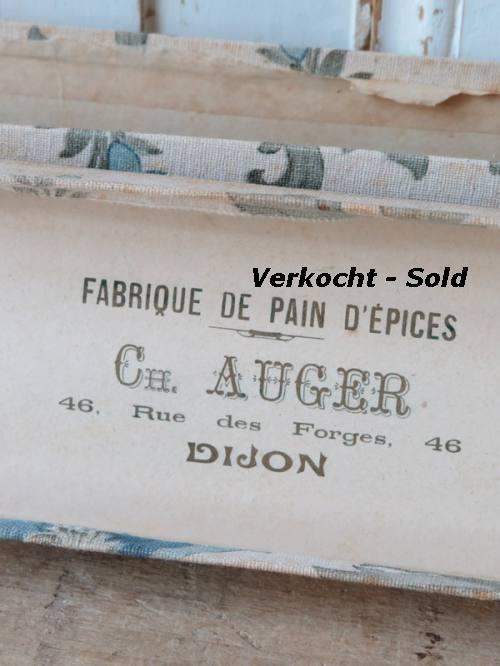 Verkocht - Sold
FABRIQUE DE PAIN D'ÉPICES
CH. AUGER
46, Rue des Forges, 46
DIJON